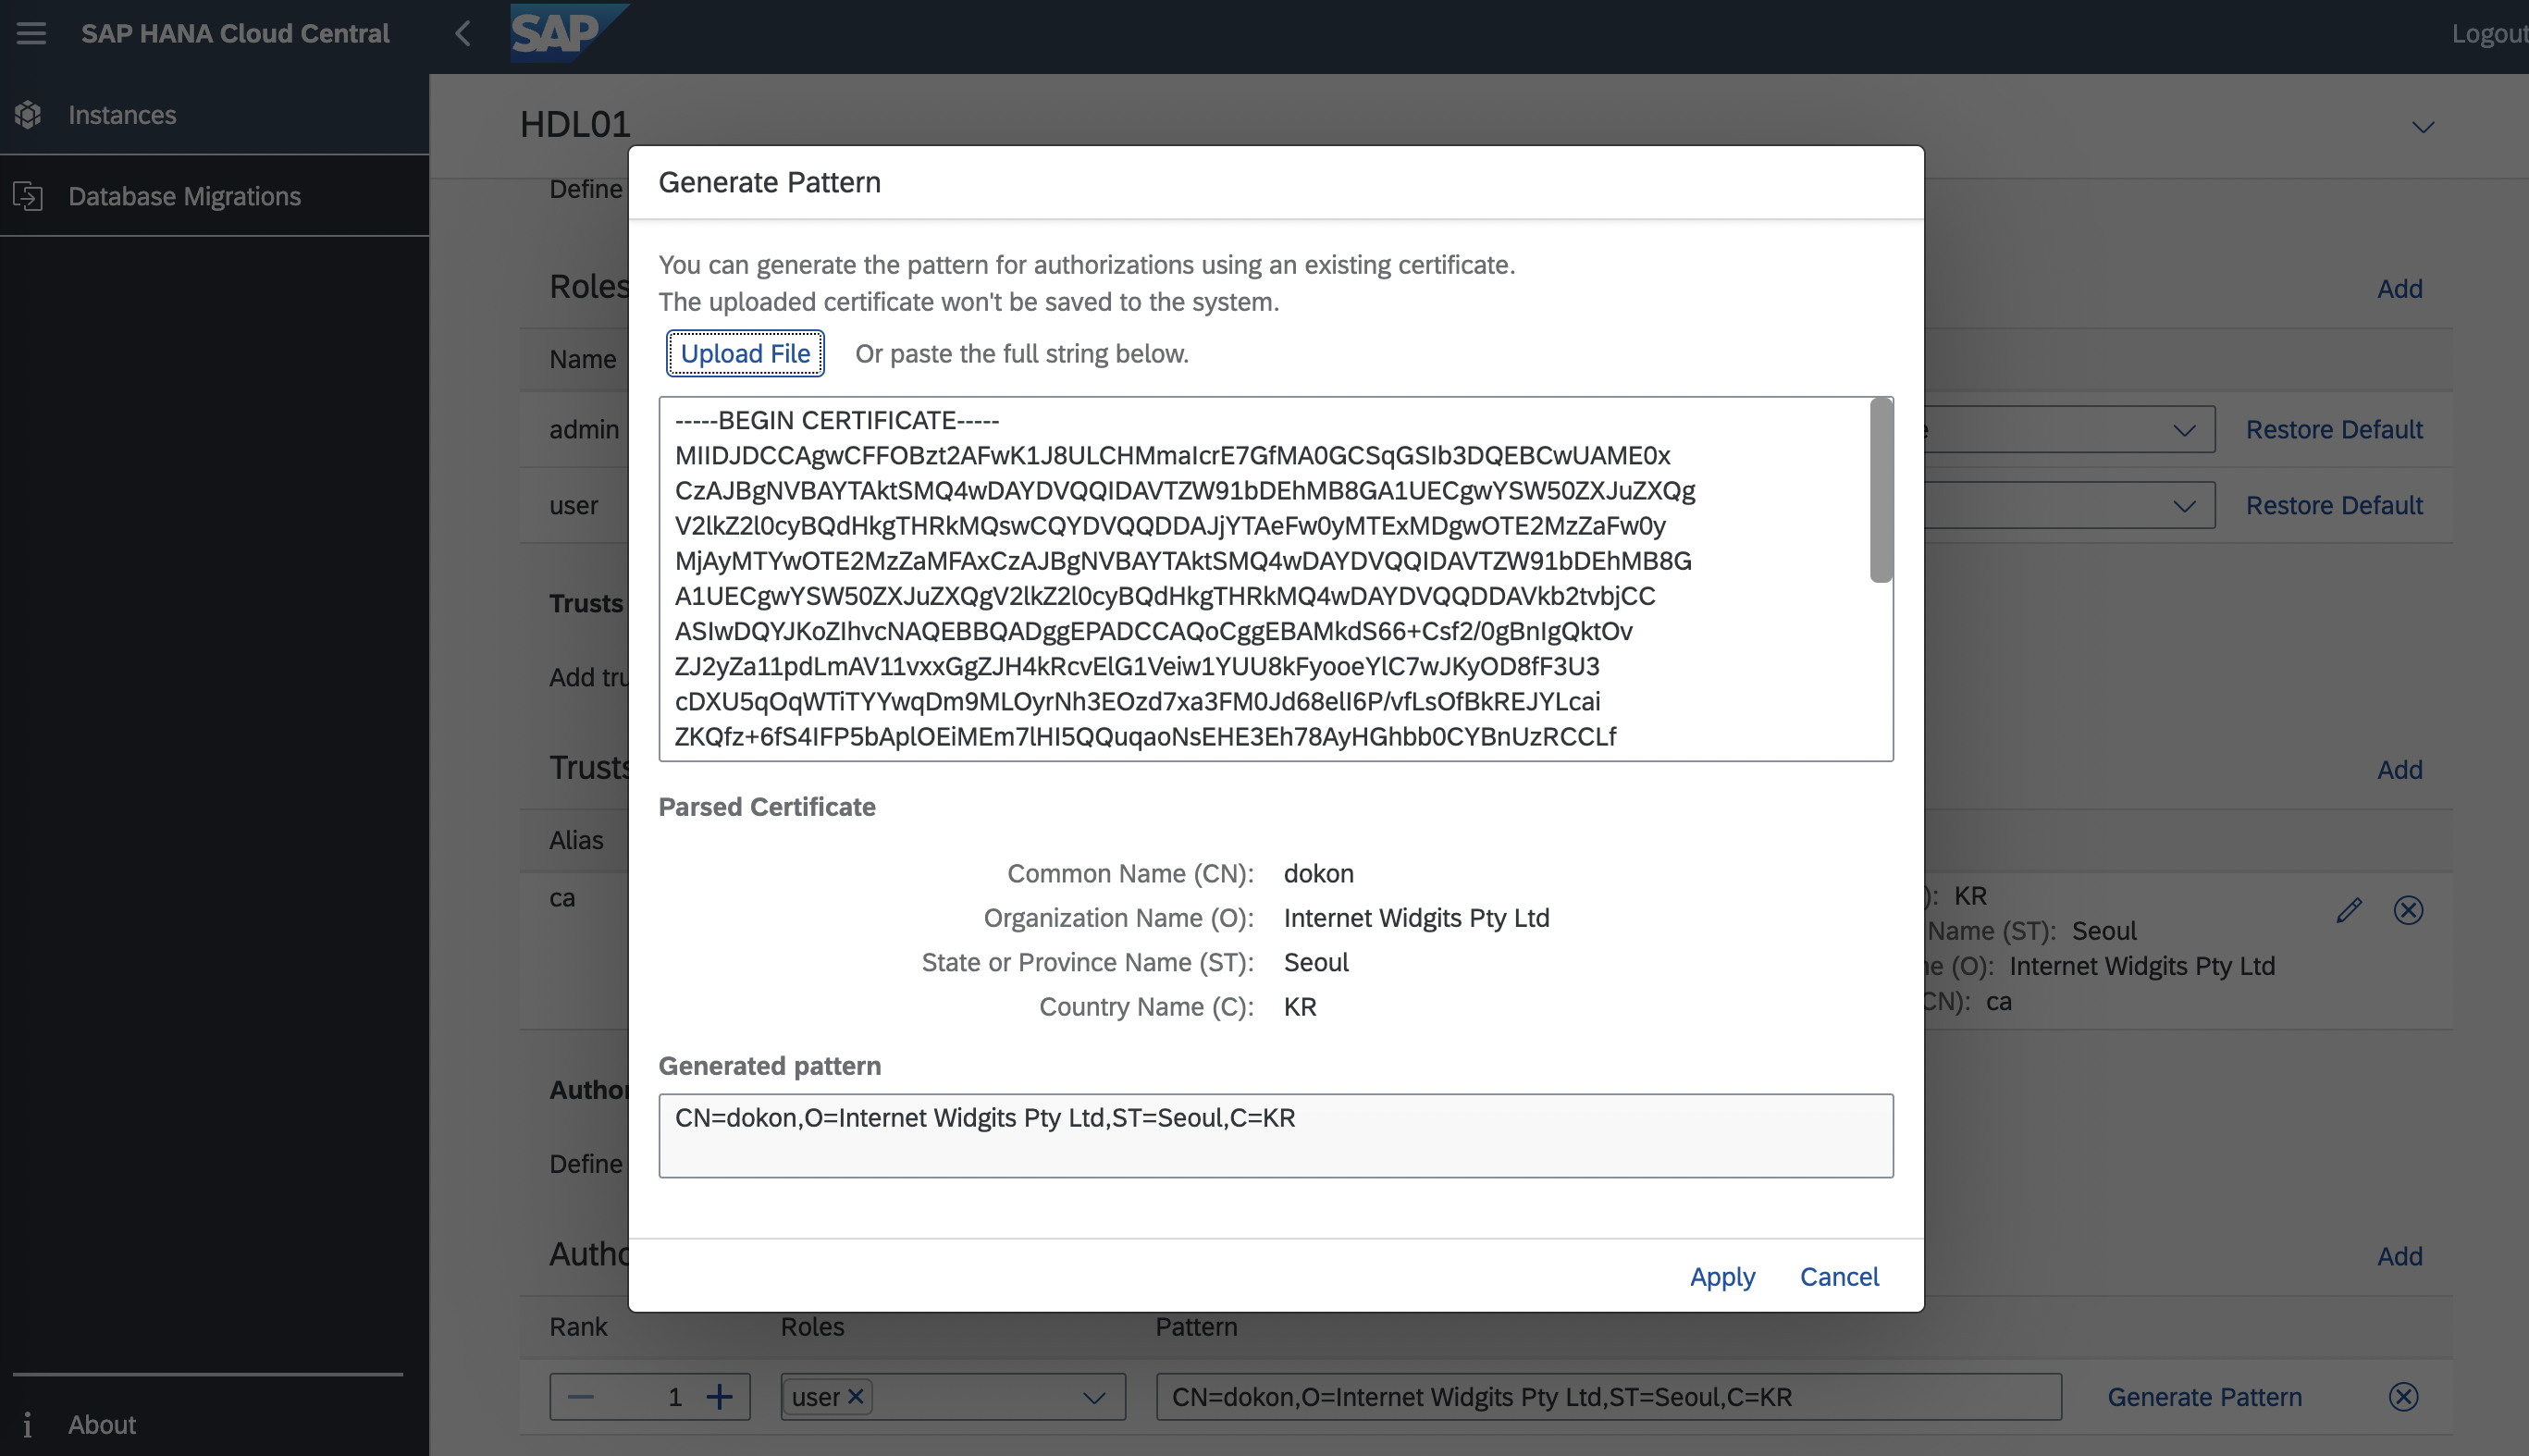 SAP HANA Cloud Central
SAP
Logout
Instances
Database Migrations
HDL01
Define
Roles
Add
Name
admin
Restore Default
user
Restore Default
Trusts
Add
Trusts
Add
Alias
ca
KR
Name (ST): Seoul
(O): Internet Widgits Pty Ltd
CN): ca
Define
Add
Generate Pattern
You can generate the pattern for authorizations using an existing certificate.
The uploaded certificate won't be saved to the system.
Upload File Or paste the full string below.
-----BEGIN CERTIFICATE-----
MIIDJDCCAgwCFFOBzt2AFwK1J8ULCHMmaIcrE7GfMA0GCSqGSIb3DQEBCwUAME0x
CzAJBgNVBAYTAktSMQ4wDAYDVQQIDAVTZW91bDEhMB8GA1UECgwYSW50ZXJuZXQg
V2lkZ2l0cyBQdHkgTHRkMQswCQYDVQQDDAJjYTAeFw0yMTExMDgwOTE2MzZaFw0y
MjAyMTYwOTE2MzZaMFAxCzAJBgNVBAYTAktSMQ4wDAYDVQQIDAVTZW91bDEhMB8G
A1UECgwYSW50ZXJuZXQgV2lkZ2l0cyBQdHkgTHRkMQ4wDAYDVQQDDAVkb2tvbjCC
ASIwDQYJKoZIhvcNAQEBBQADggEPADCCAQoCggEBAMkdS66+Csf2/0gBnIgQktOv
ZJ2yZa11pdLmAV11vxxGgZJH4kRcvElG1Veiw1YUU8kFyooeYlC7wJKyOD8fF3U3
cDXU5qOqWTiTYYwqDm9MLOyrNh3EOzd7xa3FM0Jd68elI6P/vfLsOfBkREJYLcai
ZKQfz+6fS4IFP5bAplOEiMEm7lHI5QQuqaoNsEHE3Eh78AyHGhbb0CYBnUzRCCLf
Parsed Certificate
Common Name (CN): dokon
Organization Name (O): Internet Widgits Pty Ltd
State or Province Name (ST): Seoul
Country Name (C): KR
Generated pattern
CN=dokon,O=Internet Widgits Pty Ltd,ST=Seoul,C=KR
Apply Cancel
Rank Roles Pattern
1 user CN=dokon,O=Internet Widgits Pty Ltd,ST=Seoul,C=KR Generate Pattern
About